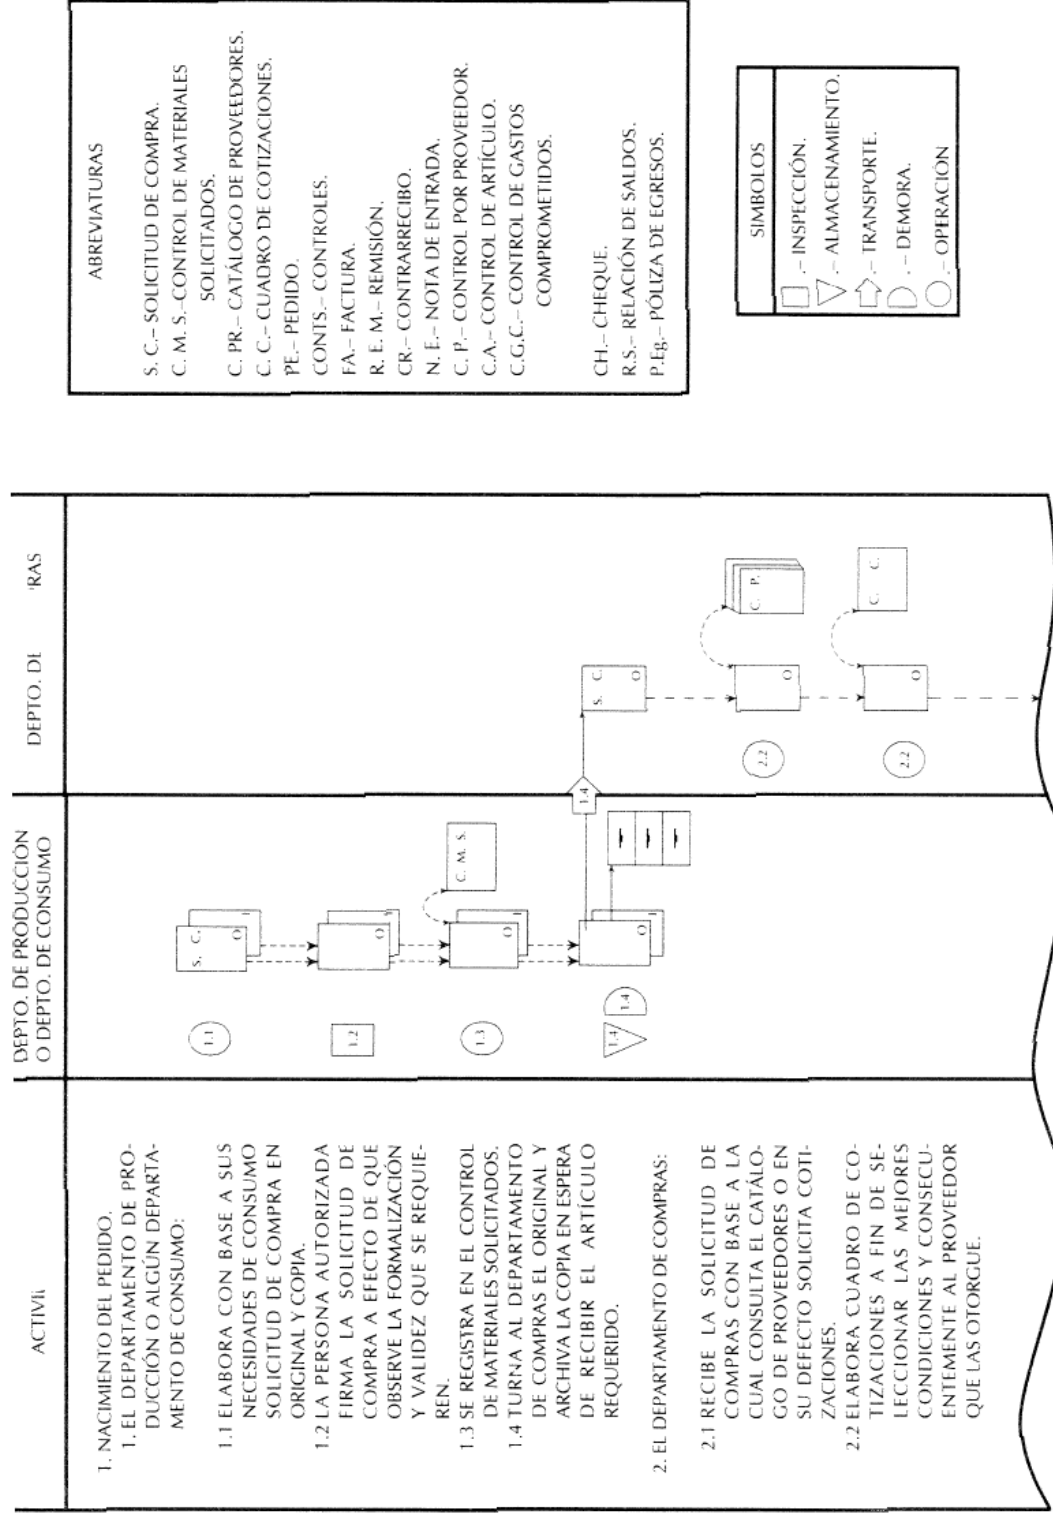 ACTIVI
DEPTO. DE PRODUCCIÓN
O DEPTO. DE CONSUMO
DEPTO. DE RAS
1. NACIMIENTO DEL PEDIDO.
1. EL DEPARTAMENTO DE PRO-
DUCCIÓN O ALGÚN DEPARTA-
MENTO DE CONSUMO:
1.1 ELABORA CON BASE A SUS
NECESIDADES DE CONSUMO
SOLICITUD DE COMPRA EN
ORIGINAL Y COPIA.
1.2 LA PERSONA AUTORIZADA
FIRMA LA SOLICITUD DE
COMPRA A EFECTO DE QUE
OBSERVE LA FORMALIZACIÓN
Y VALIDEZ QUE SE REQUIE-
REN.
1.3 SE REGISTRA EN EL CONTROL
DE MATERIALES SOLICITADOS.
1.4 TURNA AL DEPARTAMENTO
DE COMPRAS EL ORIGINAL Y
ARCHIVA LA COPIA EN ESPERA
DE RECIBIR EL ARTÍCULO
REQUERIDO.
2. EL DEPARTAMENTO DE COMPRAS:
2.1 RECIBE LA SOLICITUD DE
COMPRAS CON BASE A LA
CUAL CONSULTA EL CATÁLO-
GO DE PROVEEDORES O EN
SU DEFECTO SOLICITA COTI-
ZACIONES.
2.2 ELABORA CUADRO DE CO-
TIZACIONES A FIN DE SE-
LECCIONAR LAS MEJORES
CONDICIONES Y CONSECU-
ENTEMENTE AL PROVEEDOR
QUE LAS OTORGUE.
1.1
S. C.
O
1
1.2
O
1.3
O
1
C. M. S.
1.4
1.4
O
1
1.4
S. C.
O
2.2
O
C. P.
2.2
O
C. C.
ABREVIATURAS
S. C.– SOLICITUD DE COMPRA.
C. M. S.–CONTROL DE MATERIALES
SOLICITADOS.
C. PR.– CATÁLOGO DE PROVEEDORES.
C. C.– CUADRO DE COTIZACIONES.
PE.– PEDIDO.
CONTS.– CONTROLES.
FA.– FACTURA.
R. E. M.– REMISIÓN.
CR.– CONTRARRECIBO.
N. E.– NOTA DE ENTRADA.
C. P.– CONTROL POR PROVEEDOR.
C.A.– CONTROL DE ARTÍCULO.
C.G.C.– CONTROL DE GASTOS
COMPROMETIDOS.
CH.– CHEQUE.
R.S.– RELACIÓN DE SALDOS.
P.Eg.– PÓLIZA DE EGRESOS.
SIMBOLOS
.– INSPECCIÓN.
.– ALMACENAMIENTO.
.– TRANSPORTE.
.– DEMORA.
.– OPERACIÓN